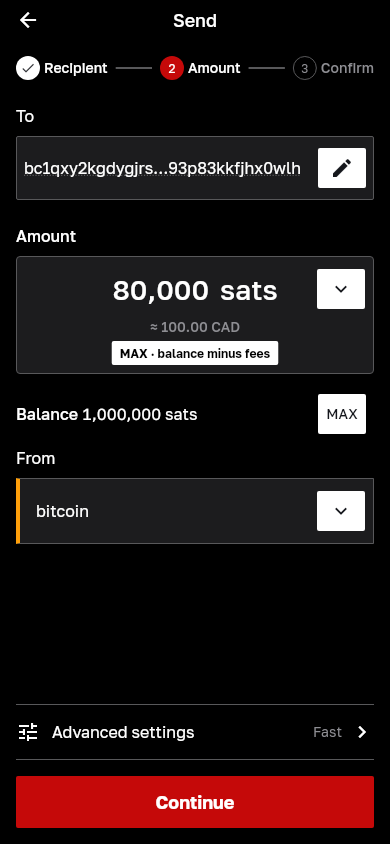 Send
Recipient
2 Amount
3 Confirm
To
bc1qxy2kgdygjrs...93p83kkfjhx0wlh
Amount
80,000 sats
≈ 100.00 CAD
MAX · balance minus fees
Balance 1,000,000 sats
MAX
From
bitcoin
Advanced settings
Fast
Continue